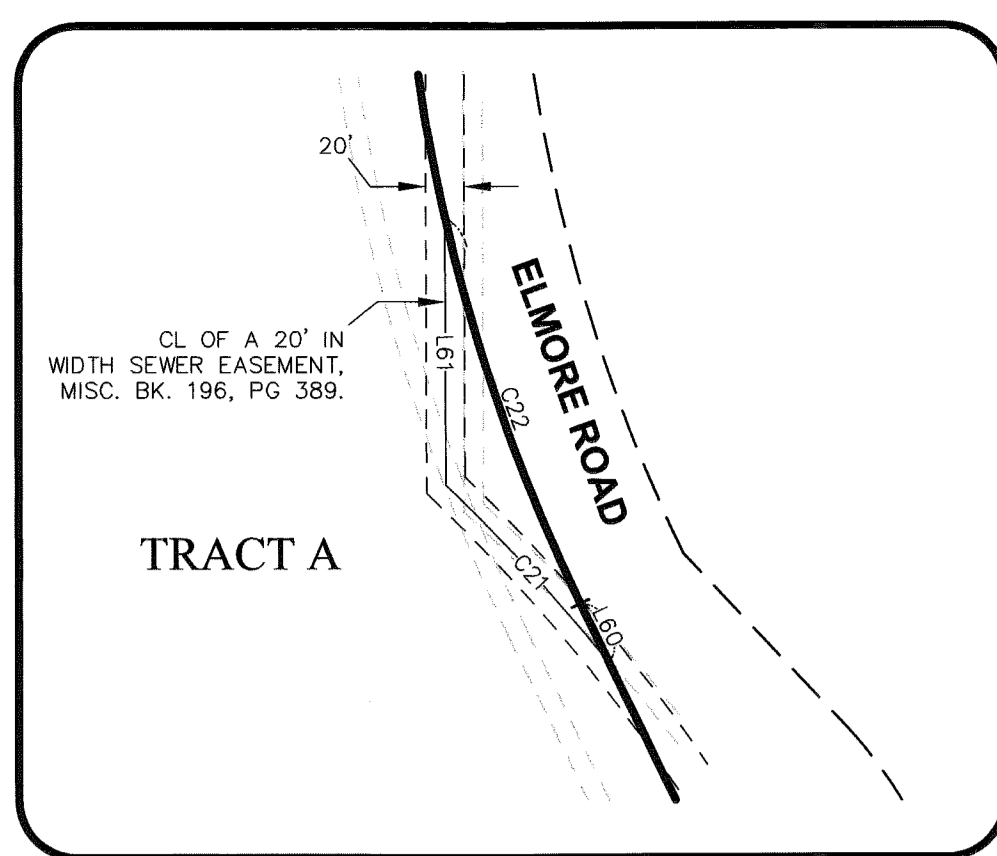 20'
CL OF A 20' IN
WIDTH SEWER EASEMENT,
MISC. BK. 196, PG 389.
L61
ELMORE ROAD
C22
TRACT A
C21
L60